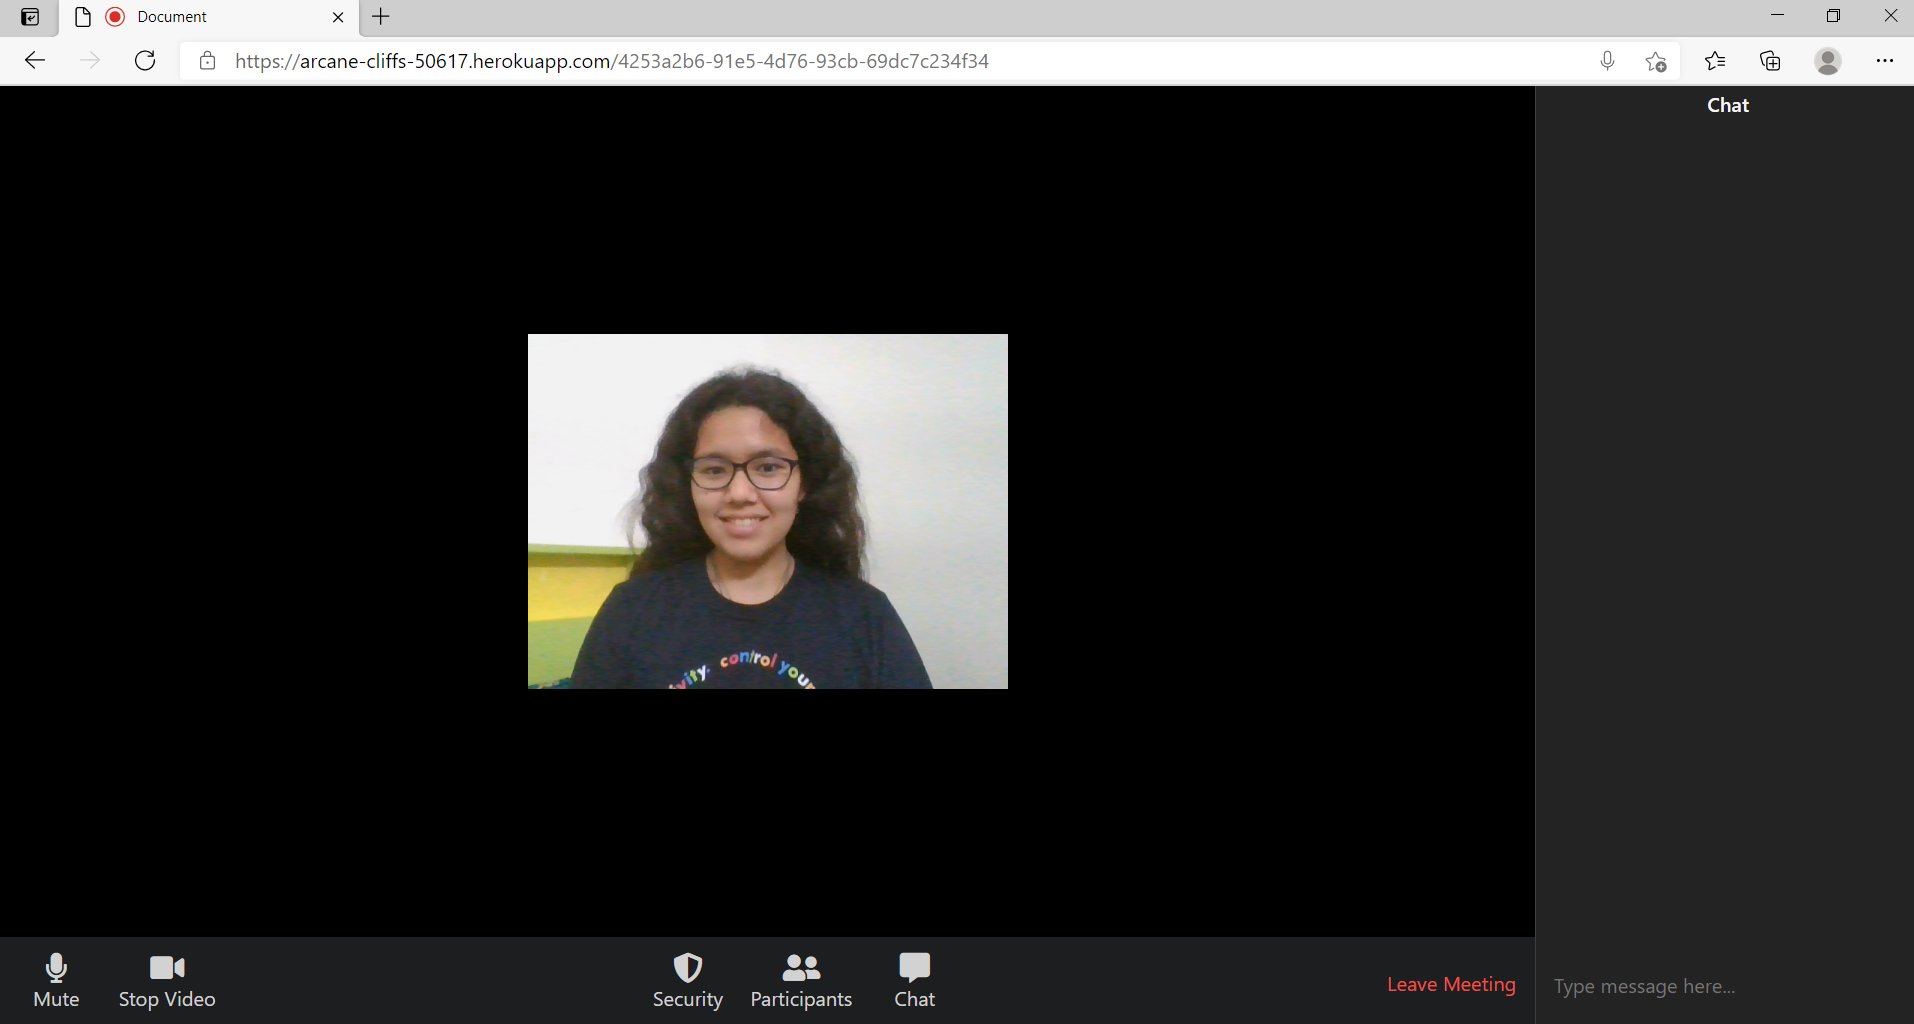 Document
https://arcane-cliffs-50617.herokuapp.com/4253a2b6-91e5-4d76-93cb-69dc7c234f34
Chat
control your
Mute
Stop Video
Security
Participants
Chat
Leave Meeting
Type message here...